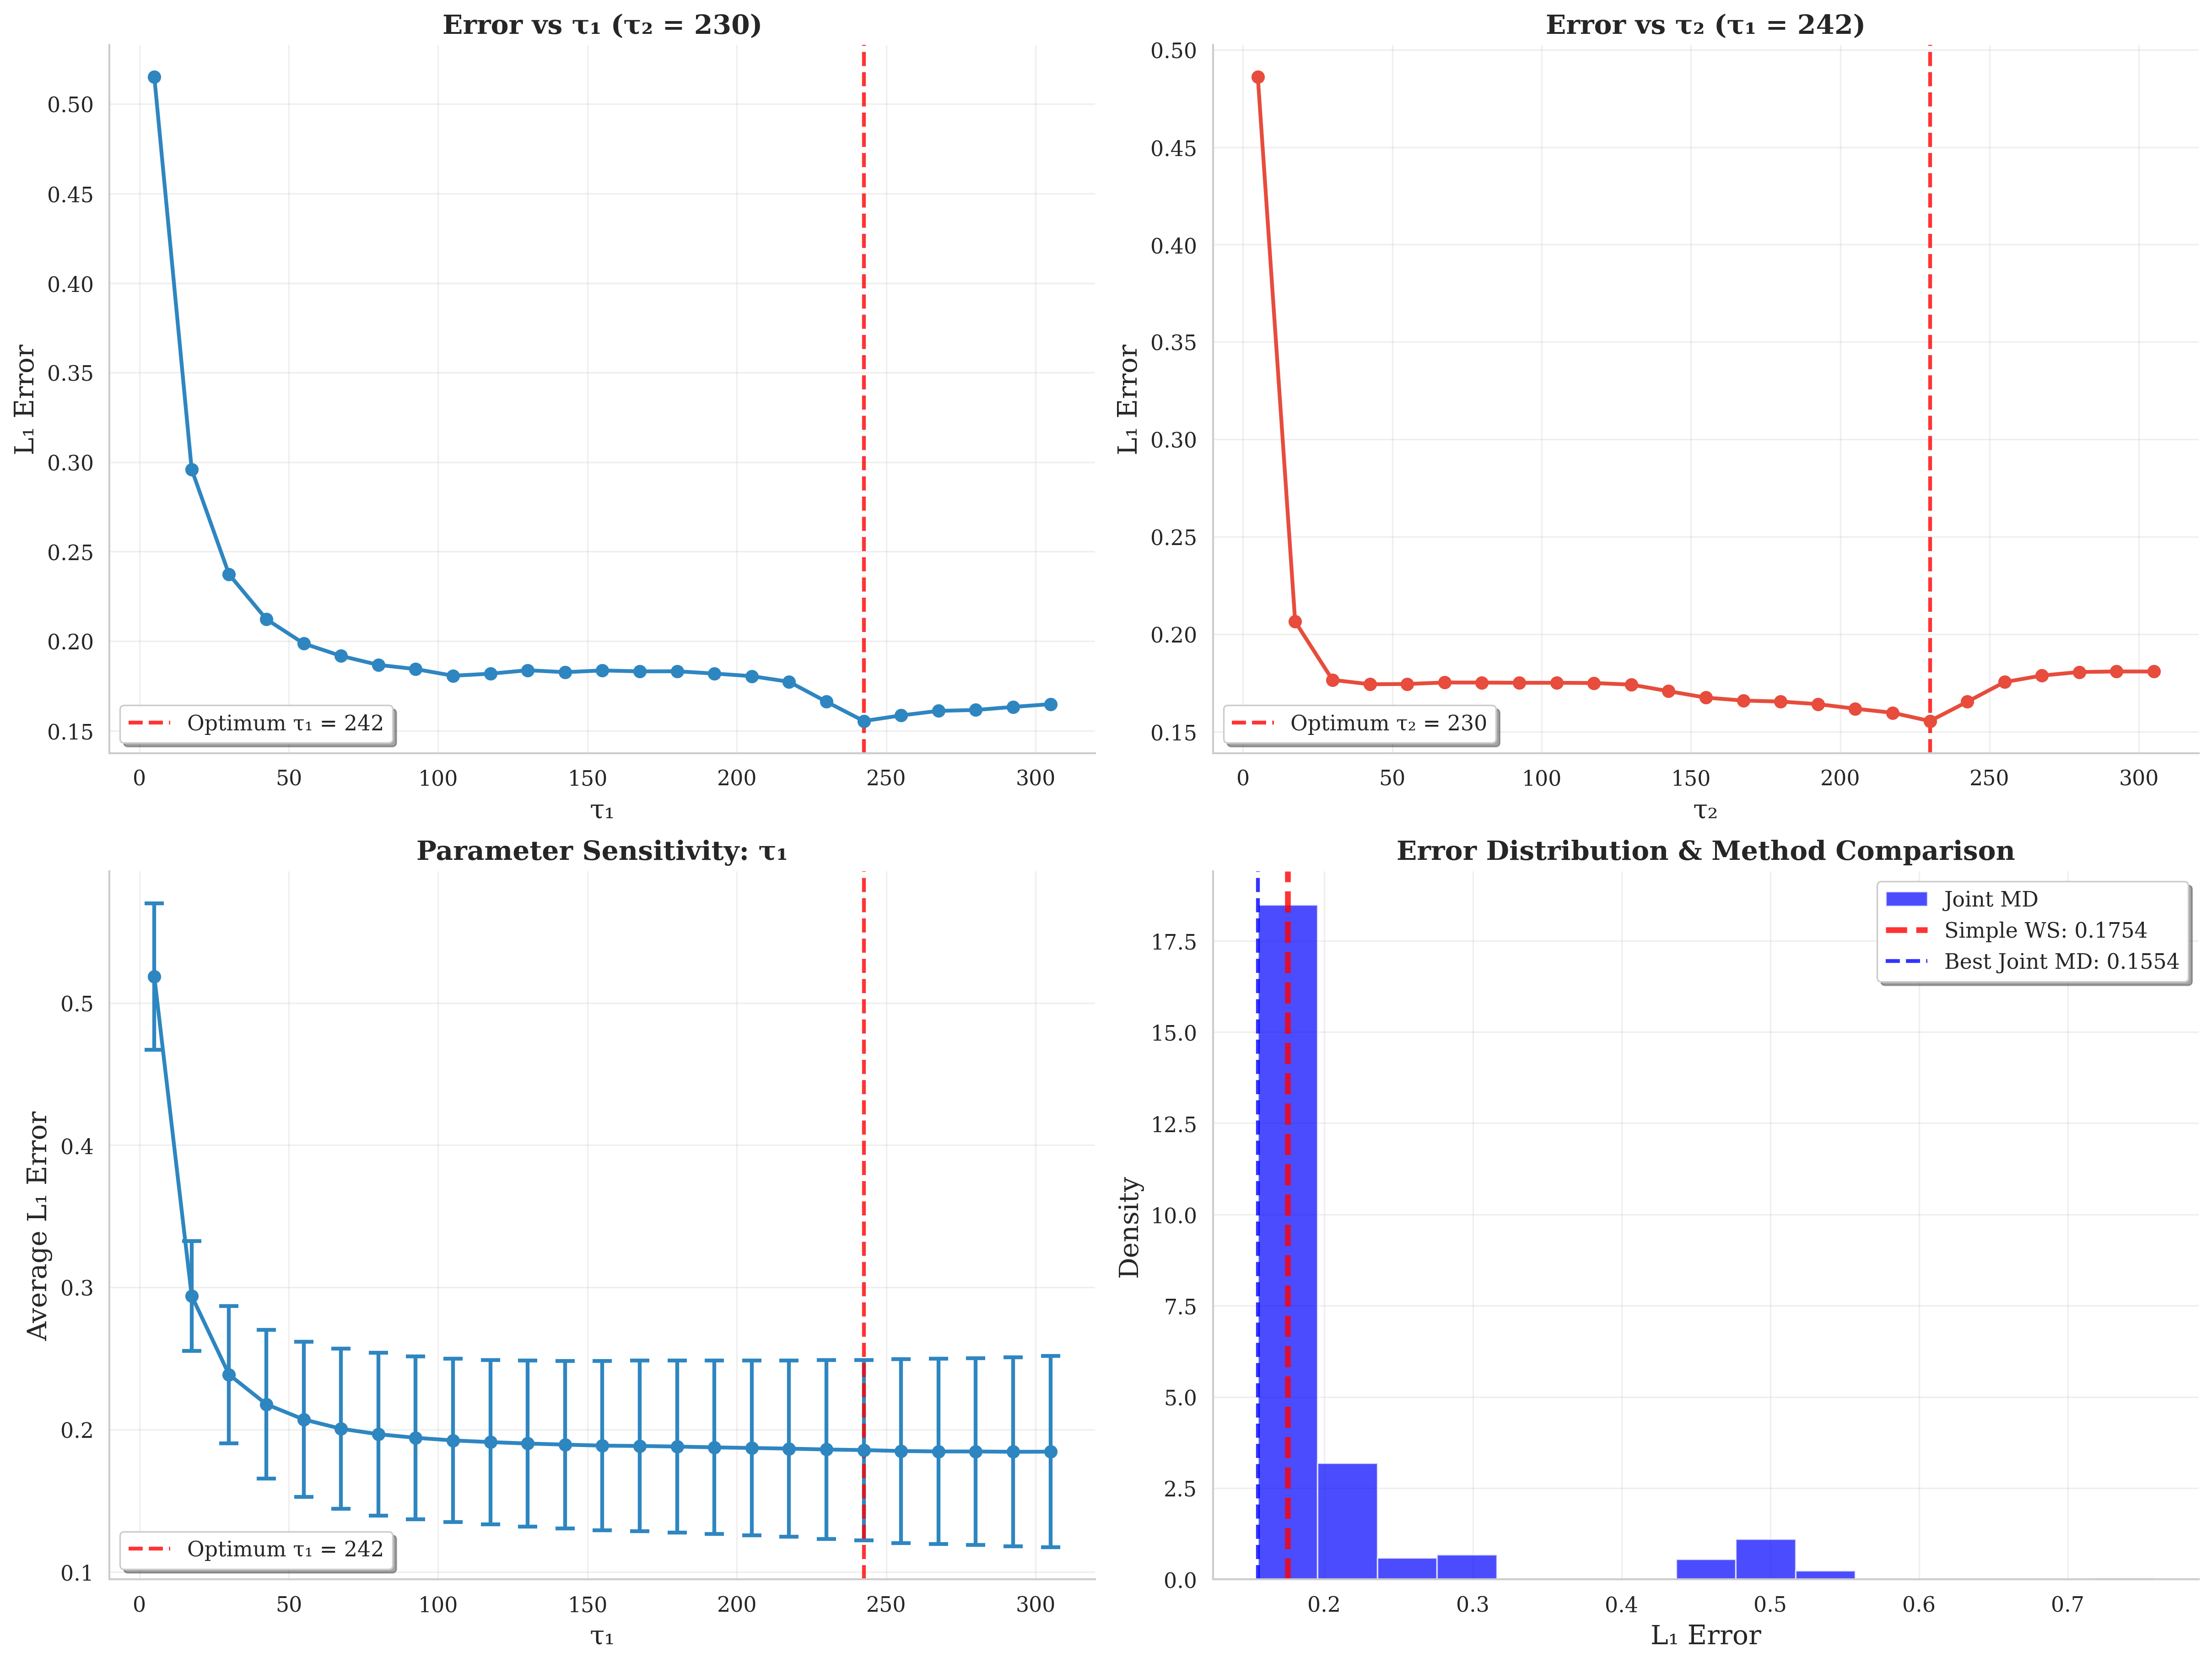 Error vs τ₁ (τ₂ = 230)
L₁ Error
0.50
0.45
0.40
0.35
0.30
0.25
0.20
0.15
Optimum τ₁ = 242
0 50 100 150 200 250 300
τ₁
Error vs τ₂ (τ₁ = 242)
L₁ Error
0.50
0.45
0.40
0.35
0.30
0.25
0.20
0.15
Optimum τ₂ = 230
0 50 100 150 200 250 300
τ₂
Parameter Sensitivity: τ₁
Average L₁ Error
0.5
0.4
0.3
0.2
0.1
Optimum τ₁ = 242
0 50 100 150 200 250 300
τ₁
Error Distribution & Method Comparison
Density
17.5
15.0
12.5
10.0
7.5
5.0
2.5
0.0
Joint MD
Simple WS: 0.1754
Best Joint MD: 0.1554
0.2 0.3 0.4 0.5 0.6 0.7
L₁ Error